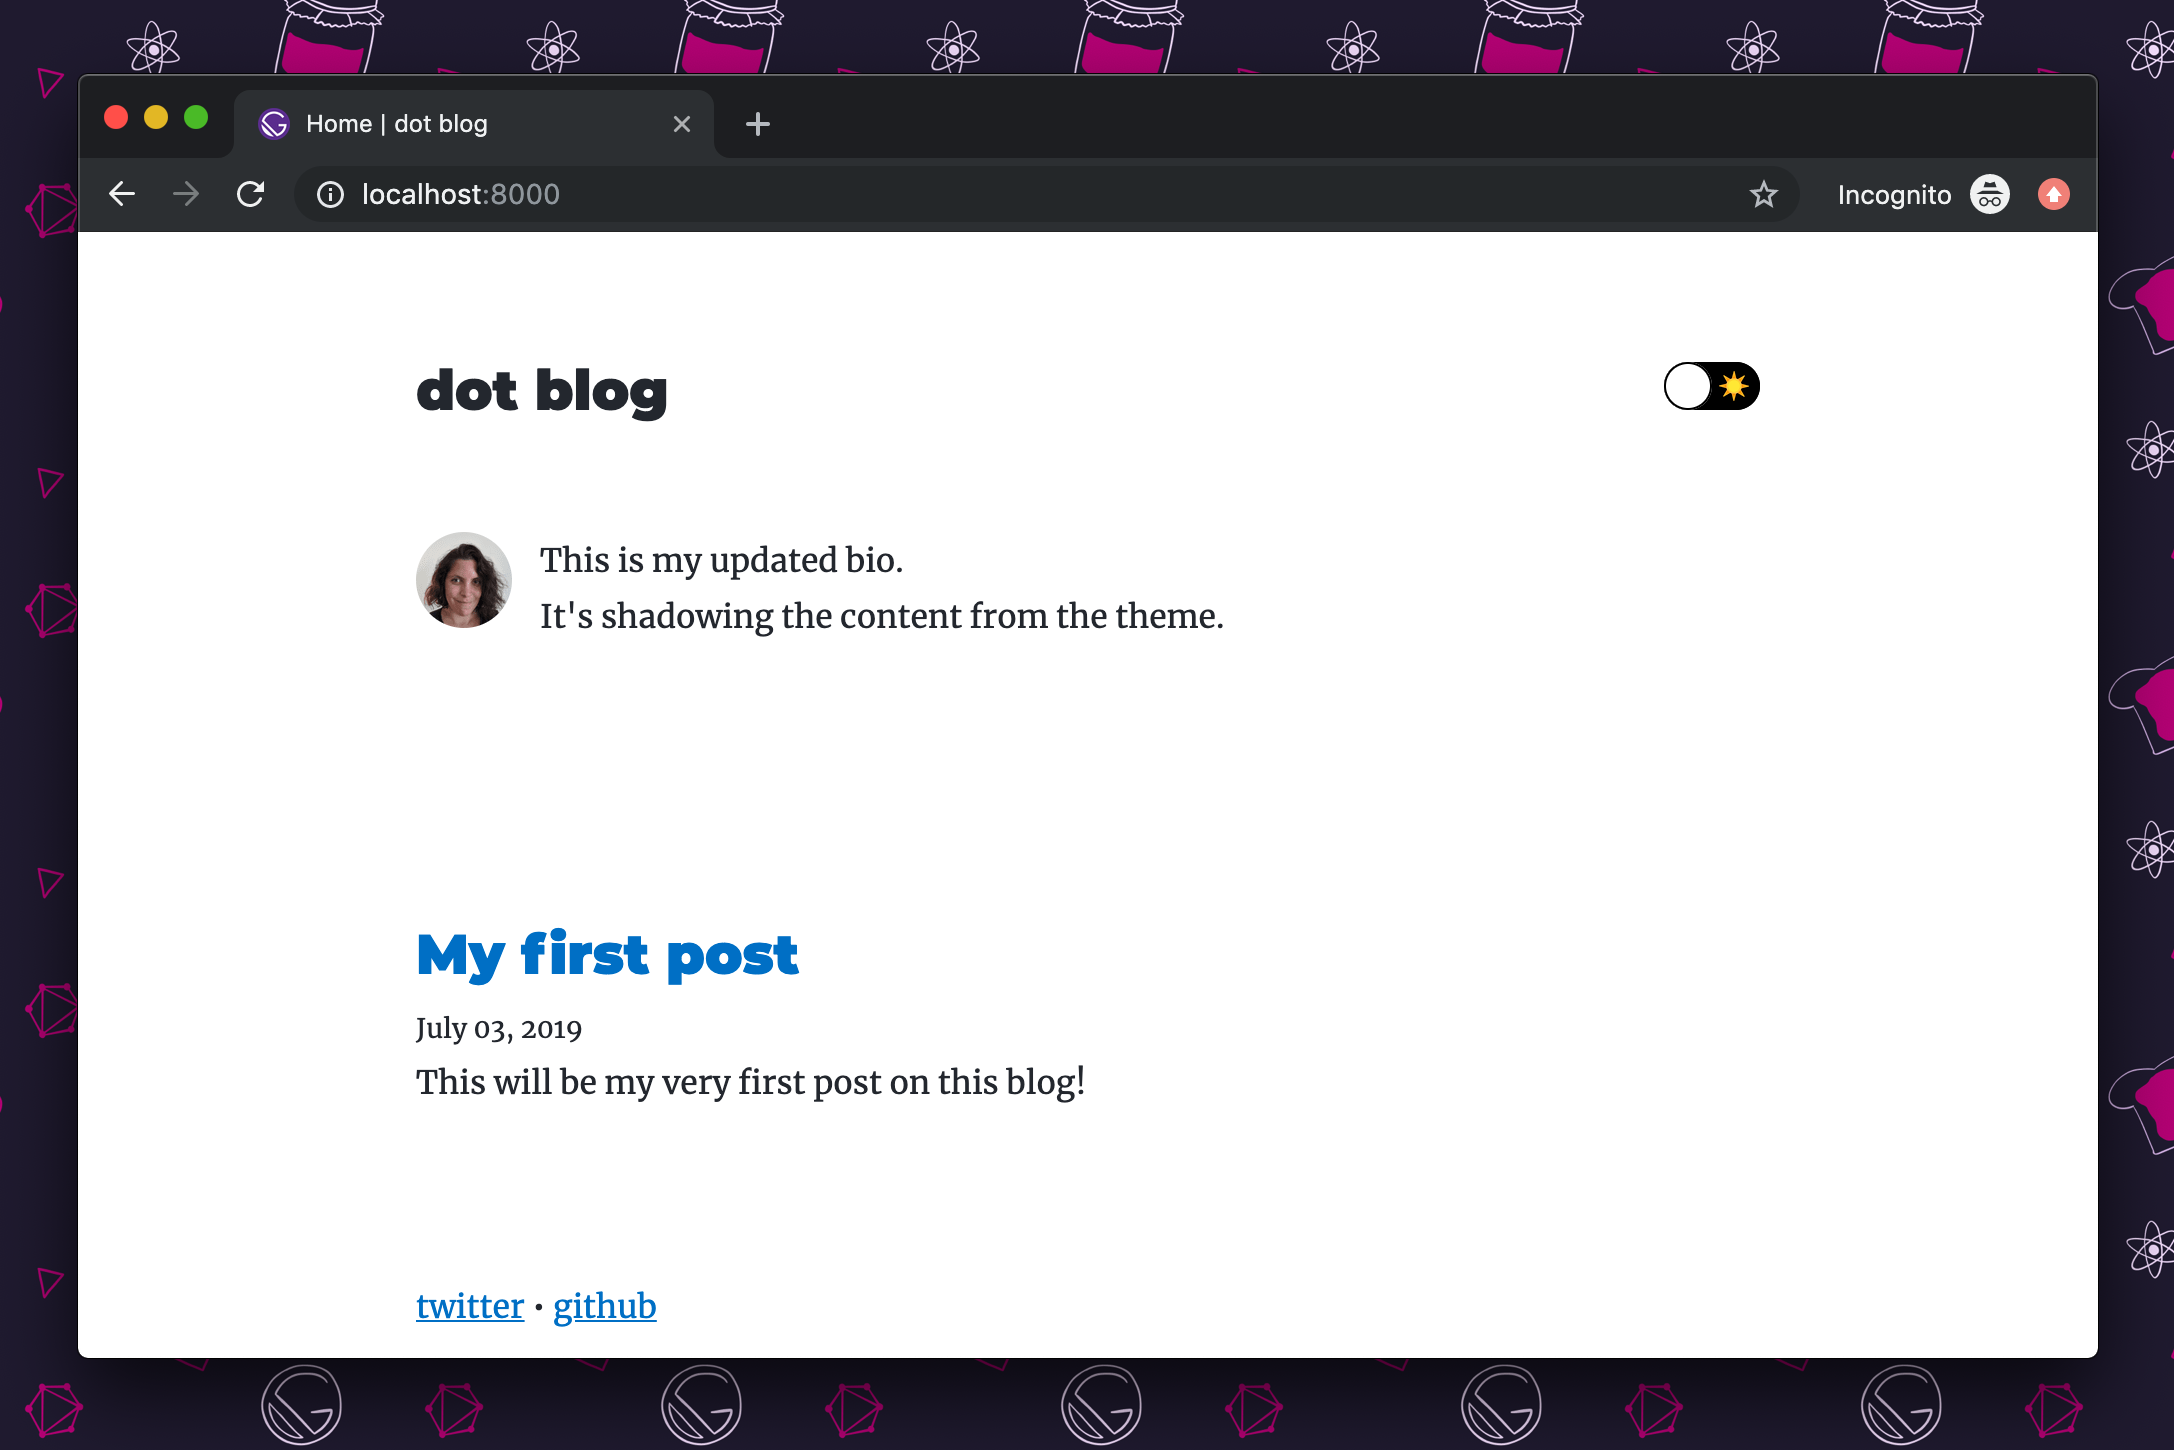 Home | dot blog
localhost:8000
Incognito
dot blog
This is my updated bio.
It's shadowing the content from the theme.
My first post
July 03, 2019
This will be my very first post on this blog!
twitter • github